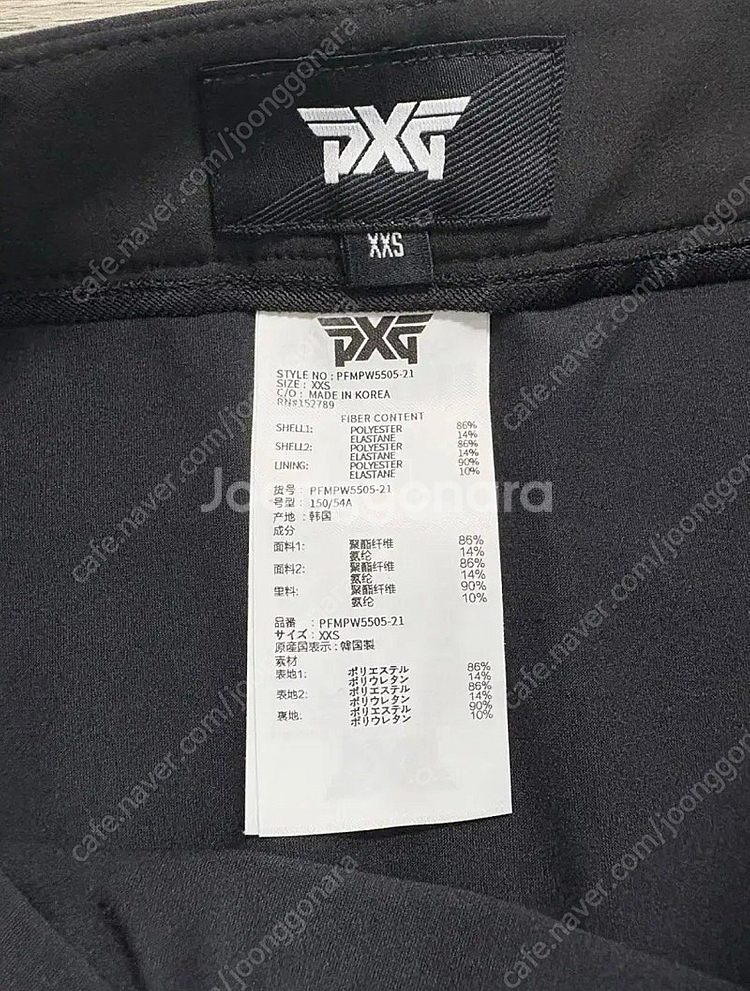 PXG
XXS
PXG
STYLE NO : PFMPW5505-21
SIZE : XXS
C/O : MADE IN KOREA
RN#152789
FIBER CONTENT
SHELL1: POLYESTER 86%
ELASTANE 14%
SHELL2: POLYESTER 86%
ELASTANE 14%
LINING: POLYESTER 90%
ELASTANE 10%
货号 : PFMPW5505-21
号型 : 150/54A
产地 : 韩国
成分
面料1: 聚酯纤维 86%
氨纶 14%
面料2: 聚酯纤维 86%
氨纶 14%
里料: 聚酯纤维 90%
氨纶 10%
品番 : PFMPW5505-21
サイズ : XXS
原産国表示 : 韓国製
素材
表地1: ポリエステル 86%
ポリウレタン 14%
表地2: ポリエステル 86%
ポリウレタン 14%
裏地: ポリエステル 90%
ポリウレタン 10%
Joonggonara
cafe.naver.com/joonggonara